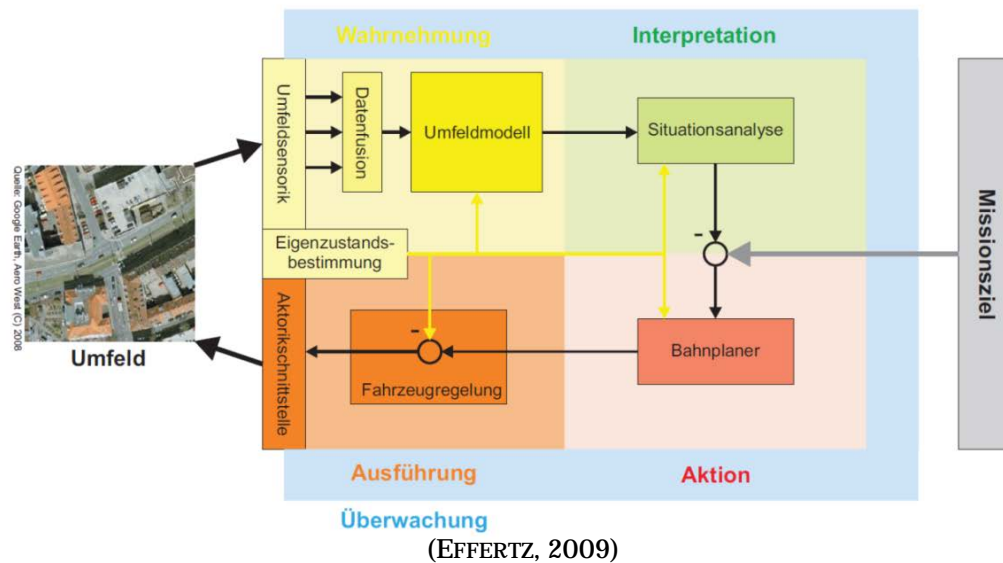 Wahrnehmung
Interpretation
Umfeldsensorik
Datenfusion
Umfeldmodell
Situationsanalyse
Quelle: Google Earth, Aero West (C) 2008
Umfeld
Eigenzustands-
bestimmung
-
Missionsziel
Aktorikschnittstelle
-
Fahrzeugregelung
Bahnplaner
Ausführung
Aktion
Überwachung
(EFFERTZ, 2009)